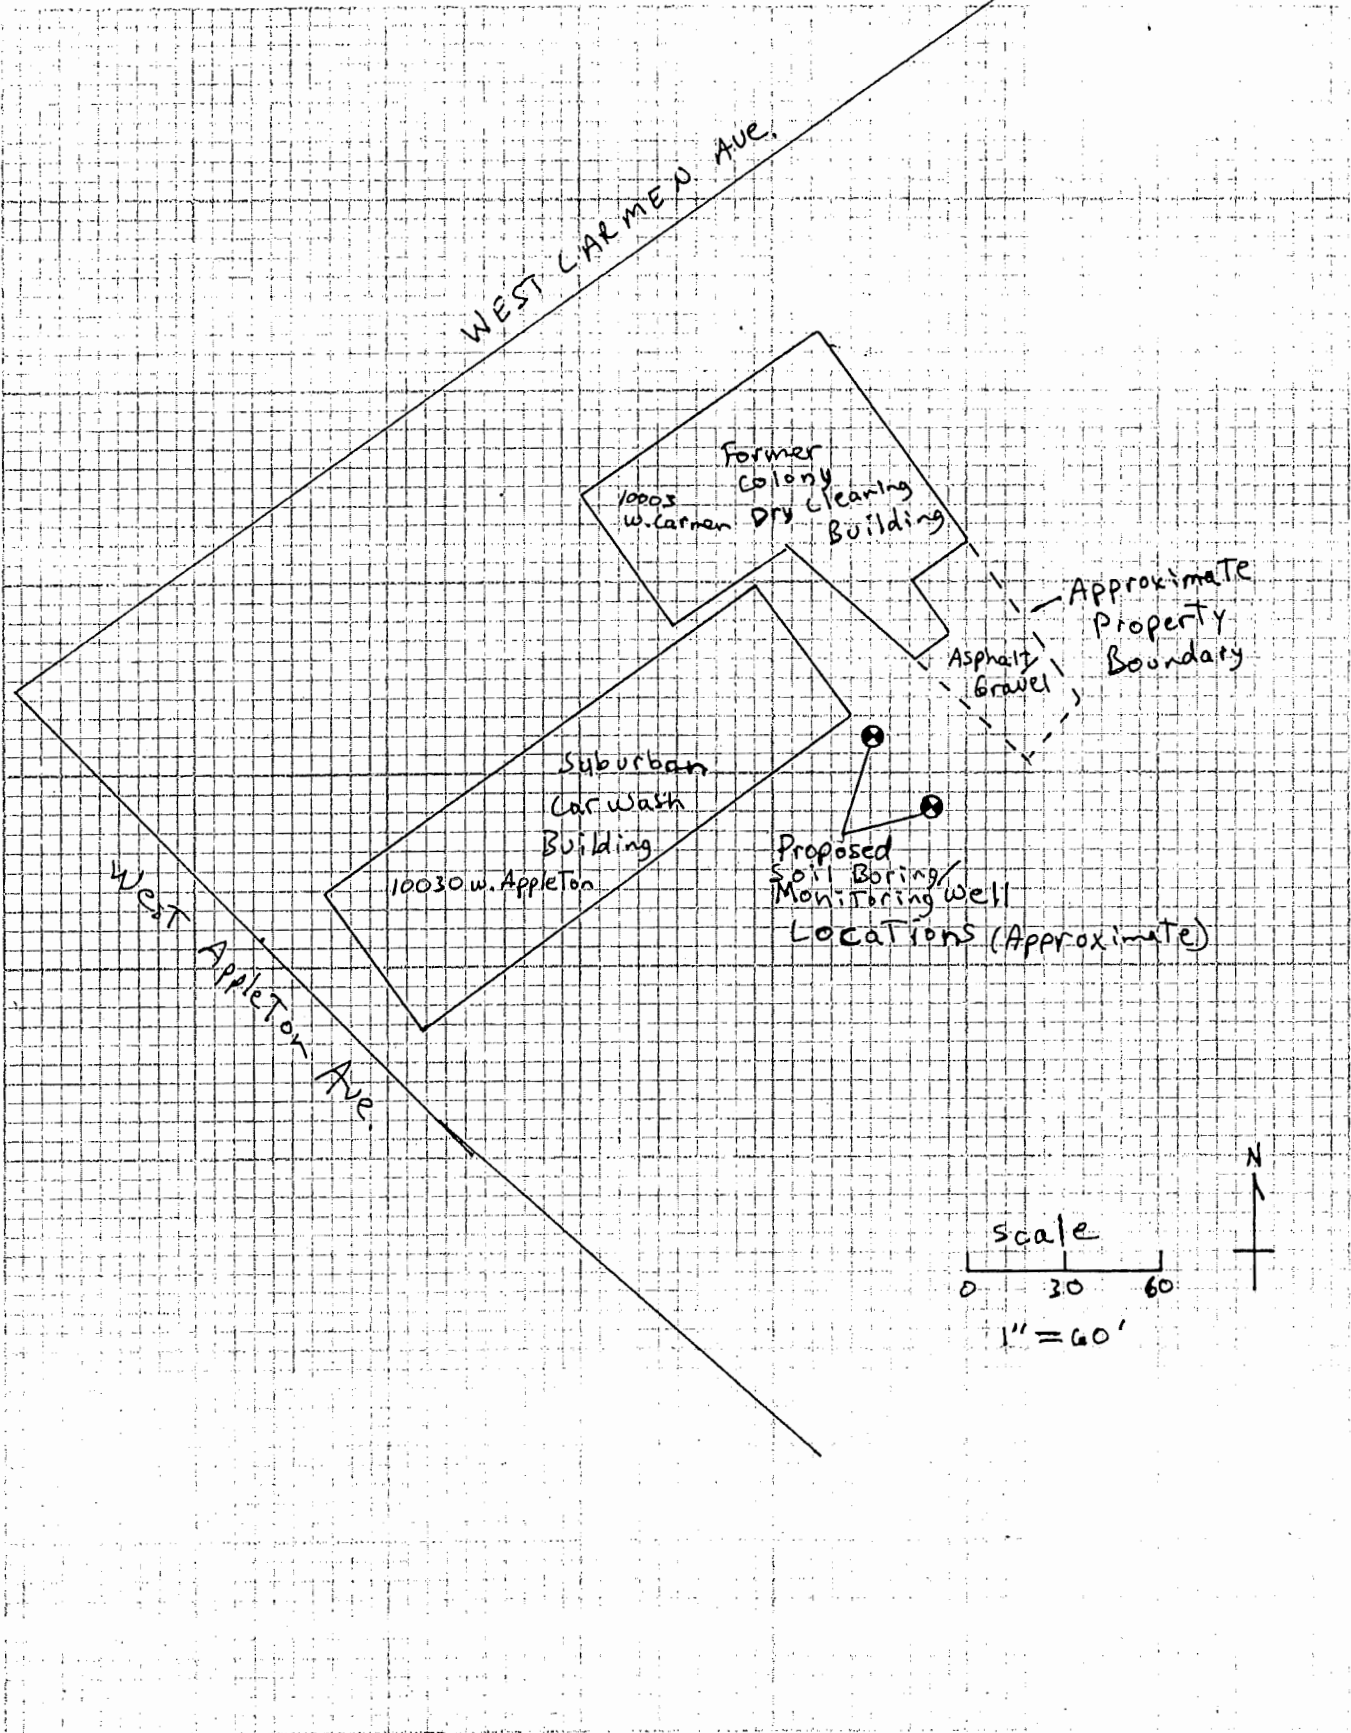 WEST CARMEN AVE.
Former
Colony
Dry Cleaning
Building
10003
W. Carmen
Approximate
Property
Boundary
Asphalt/
Gravel
Suburban
Car Wash
Building
10030 W. Appleton
Proposed
Soil Boring/
Monitoring Well
Locations (Approximate)
West Appleton Ave.
N
Scale
0 30 60
1" = 60'